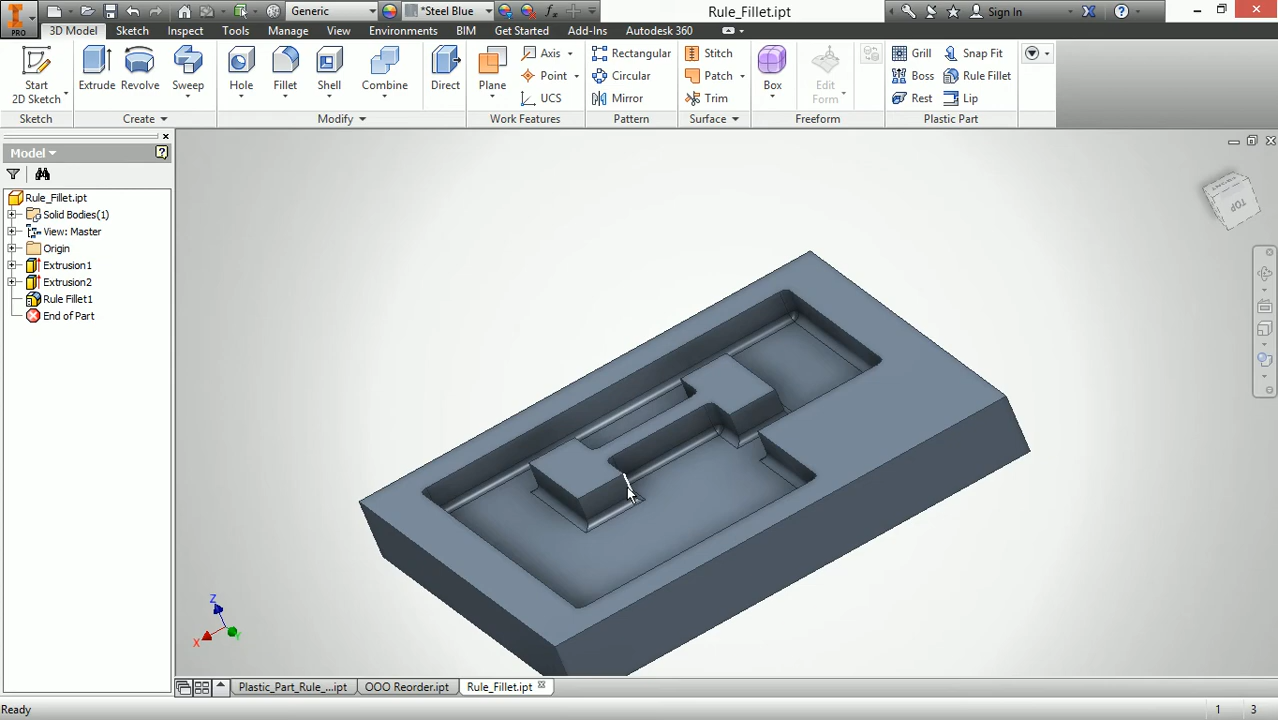 Generic
*Steel Blue
Rule_Fillet.ipt
Sign In
PRO
3D Model Sketch Inspect Tools Manage View Environments BIM Get Started Add-Ins Autodesk 360
Start
2D Sketch
Extrude
Revolve
Sweep
Hole
Fillet
Shell
Combine
Direct
Plane
Axis
Point
UCS
Rectangular
Circular
Mirror
Stitch
Patch
Trim
Box
Edit
Form
Grill
Boss
Rest
Snap Fit
Rule Fillet
Lip
Sketch Create Modify Work Features Pattern Surface Freeform Plastic Part
Model
Rule_Fillet.ipt
Solid Bodies(1)
View: Master
Origin
Extrusion1
Extrusion2
Rule Fillet1
End of Part
TOP
Z
X
Y
Plastic_Part_Rule_...ipt OOO Reorder.ipt Rule_Fillet.ipt
Ready 1 3